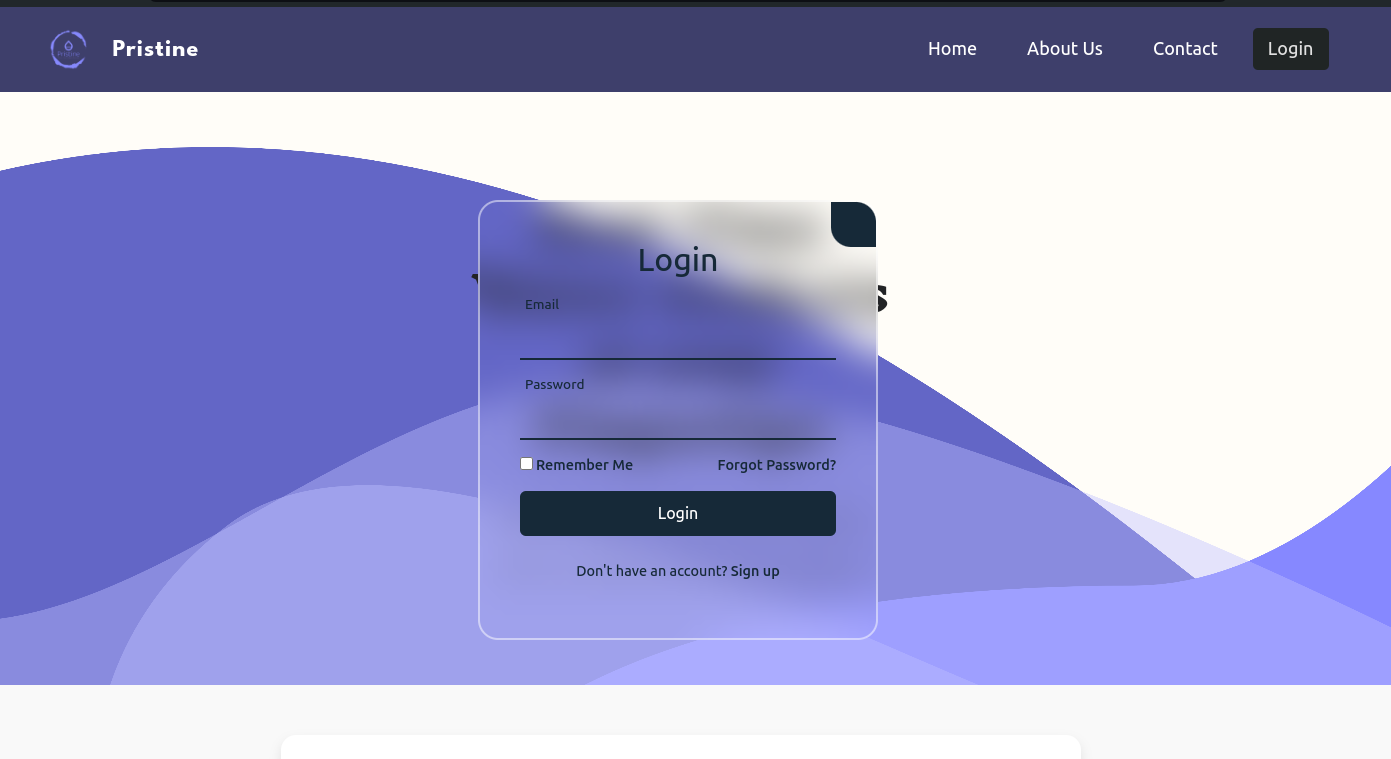 Pristine
Home
About Us
Contact
Login
Login
Email
Password
Remember Me
Forgot Password?
Login
Don't have an account? Sign up